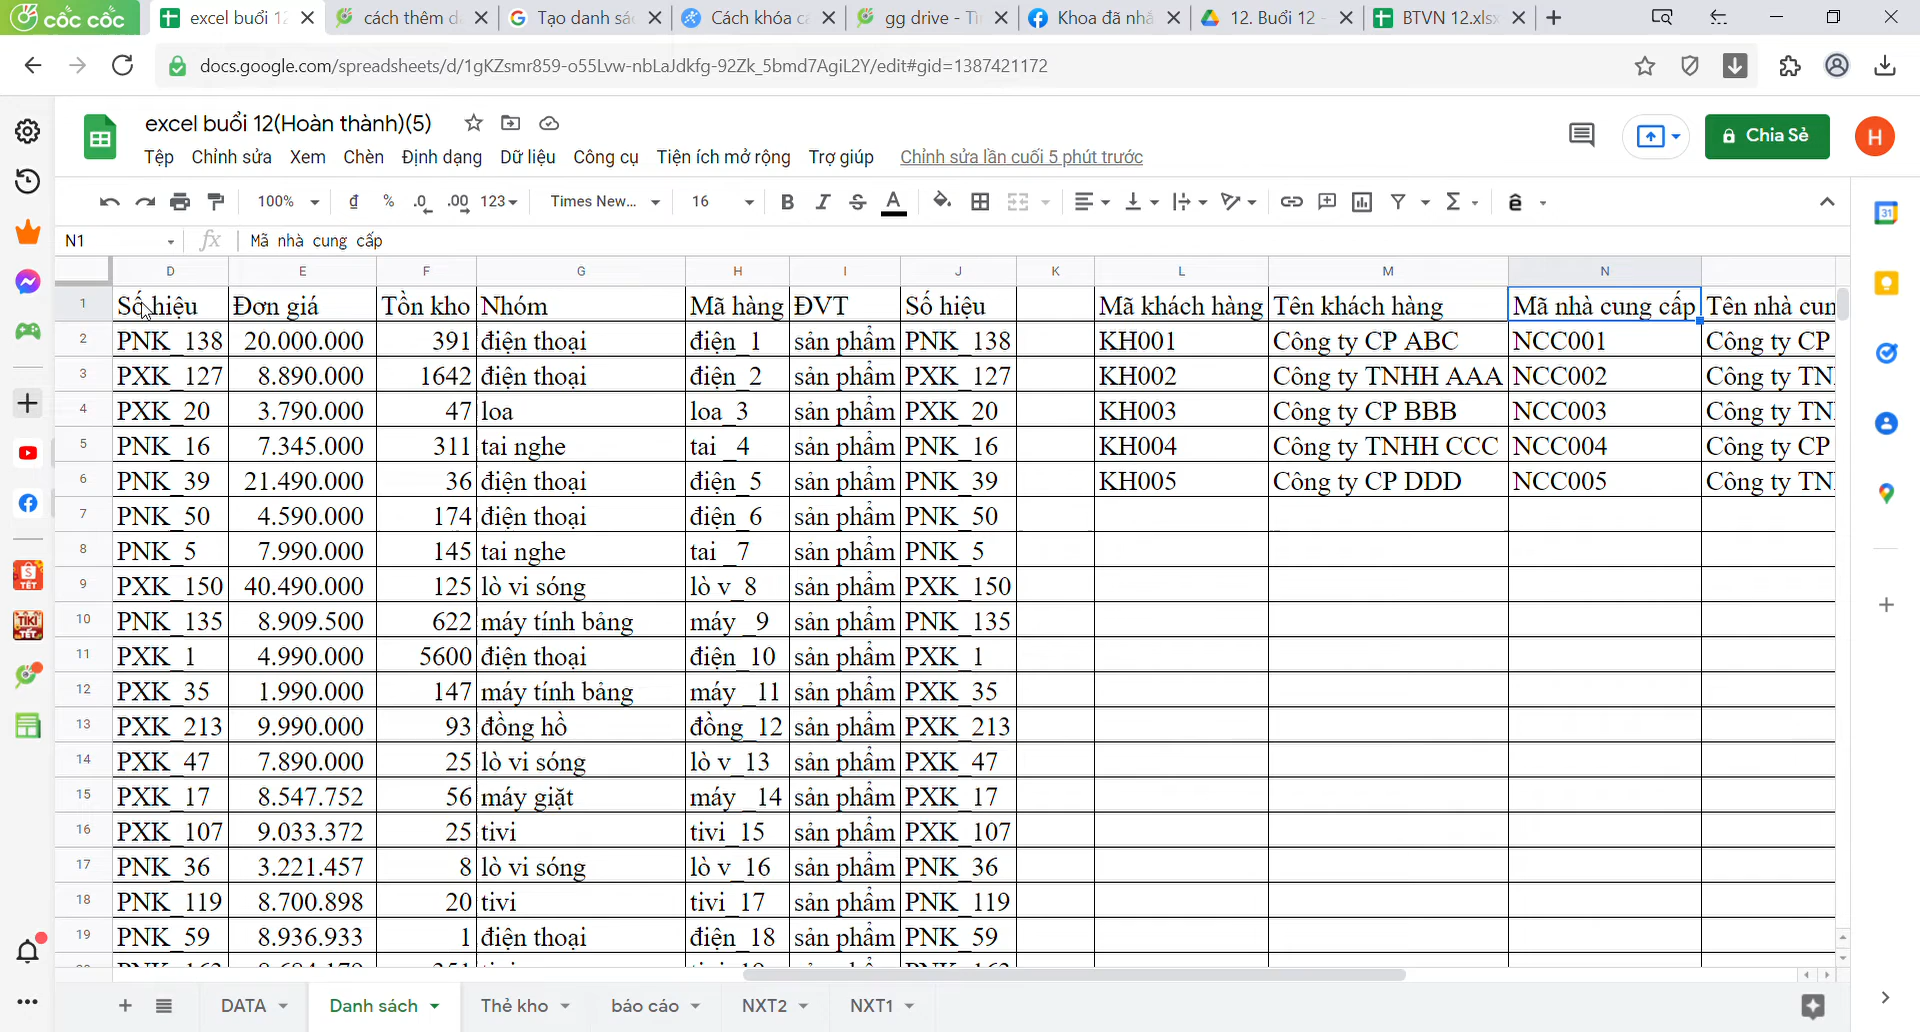 cốc cốc
excel buổi 12
cách thêm d
Tạo danh sá
Cách khóa c
gg drive - Tì
Khoa đã nhắ
12. Buổi 12 -
BTVN 12.xlsx
docs.google.com/spreadsheets/d/1gKZsmr859-o55Lvw-nbLaJdkfg-92Zk_5bmd7AgiL2Y/edit#gid=1387421172
excel buổi 12(Hoàn thành)(5)
Tệp Chỉnh sửa Xem Chèn Định dạng Dữ liệu Công cụ Tiện ích mở rộng Trợ giúp Chỉnh sửa lần cuối 5 phút trước
Chia Sẻ
H
100% đ % .0 .00 123 Times New... 16 B I S A Σ ê
N1 fx Mã nhà cung cấp
D E F G H I J K L M N
1 Số hiệu Đơn giá Tồn kho Nhóm Mã hàng ĐVT Số hiệu Mã khách hàng Tên khách hàng Mã nhà cung cấp Tên nhà cun
2 PNK_138 20.000.000 391 điện thoại điện_1 sản phẩm PNK_138 KH001 Công ty CP ABC NCC001 Công ty CP
3 PXK_127 8.890.000 1642 điện thoại điện_2 sản phẩm PXK_127 KH002 Công ty TNHH AAA NCC002 Công ty TN
4 PXK_20 3.790.000 47 loa loa_3 sản phẩm PXK_20 KH003 Công ty CP BBB NCC003 Công ty TN
5 PNK_16 7.345.000 311 tai nghe tai _4 sản phẩm PNK_16 KH004 Công ty TNHH CCC NCC004 Công ty CP
6 PNK_39 21.490.000 36 điện thoại điện_5 sản phẩm PNK_39 KH005 Công ty CP DDD NCC005 Công ty TN
7 PNK_50 4.590.000 174 điện thoại điện_6 sản phẩm PNK_50
8 PNK_5 7.990.000 145 tai nghe tai _7 sản phẩm PNK_5
9 PXK_150 40.490.000 125 lò vi sóng lò v_8 sản phẩm PXK_150
10 PNK_135 8.909.500 622 máy tính bảng máy _9 sản phẩm PNK_135
11 PXK_1 4.990.000 5600 điện thoại điện_10 sản phẩm PXK_1
12 PXK_35 1.990.000 147 máy tính bảng máy _11 sản phẩm PXK_35
13 PXK_213 9.990.000 93 đồng hồ đồng_12 sản phẩm PXK_213
14 PXK_47 7.890.000 25 lò vi sóng lò v_13 sản phẩm PXK_47
15 PXK_17 8.547.752 56 máy giặt máy _14 sản phẩm PXK_17
16 PXK_107 9.033.372 25 tivi tivi_15 sản phẩm PXK_107
17 PNK_36 3.221.457 8 lò vi sóng lò v_16 sản phẩm PNK_36
18 PNK_119 8.700.898 20 tivi tivi_17 sản phẩm PNK_119
19 PNK_59 8.936.933 1 điện thoại điện_18 sản phẩm PNK_59
DATA Danh sách Thẻ kho báo cáo NXT2 NXT1
31
TẾT
TIKI
TẾT